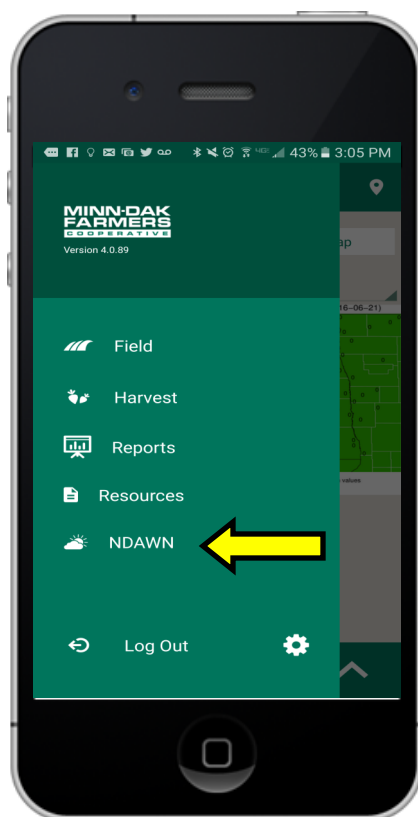 43% 3:05 PM
MINN-DAK
FARMERS
COOPERATIVE
Version 4.0.89
ap
16-06-21)
Field
Harvest
Reports
values
Resources
NDAWN
Log Out